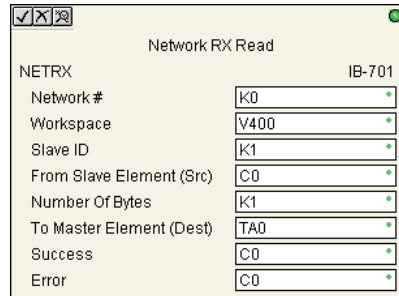 Network RX Read
NETRX IB-701
Network # K0
Workspace V400
Slave ID K1
From Slave Element (Src) C0
Number Of Bytes K1
To Master Element (Dest) TA0
Success C0
Error C0